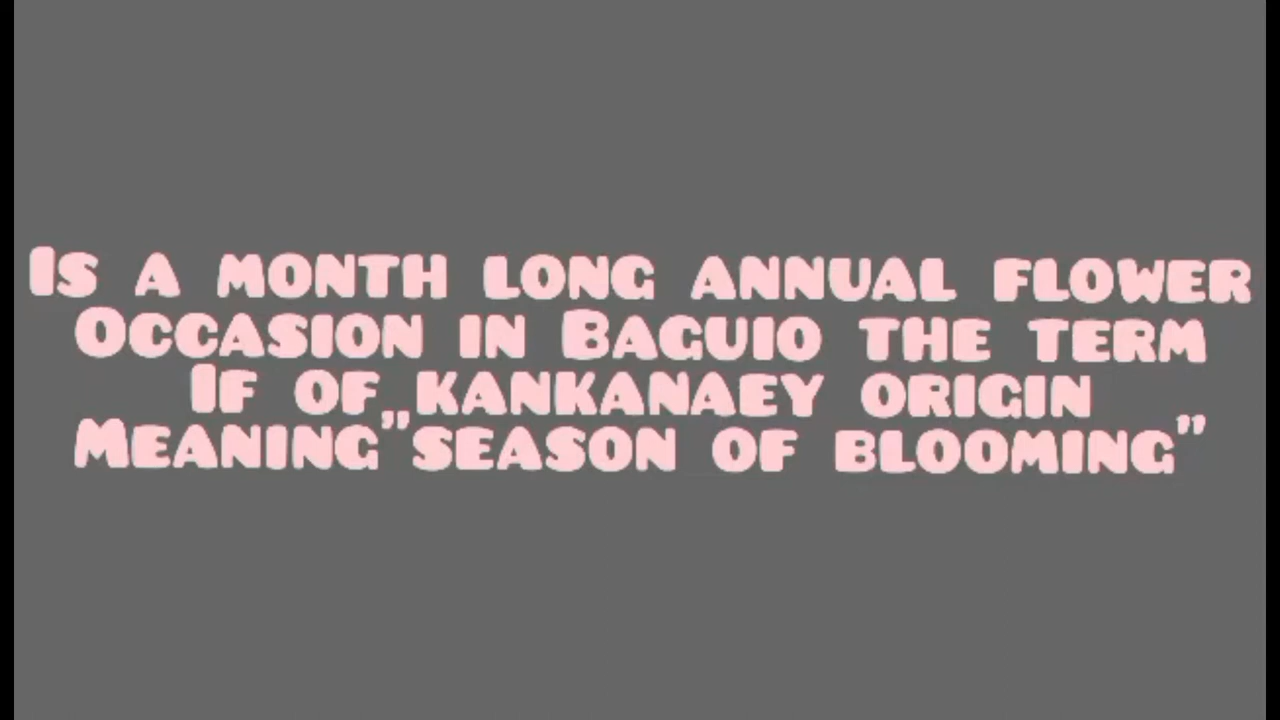 Is a month long annual flower
Occasion in Baguio the term
If of „kankanaey origin
Meaning"season of blooming"